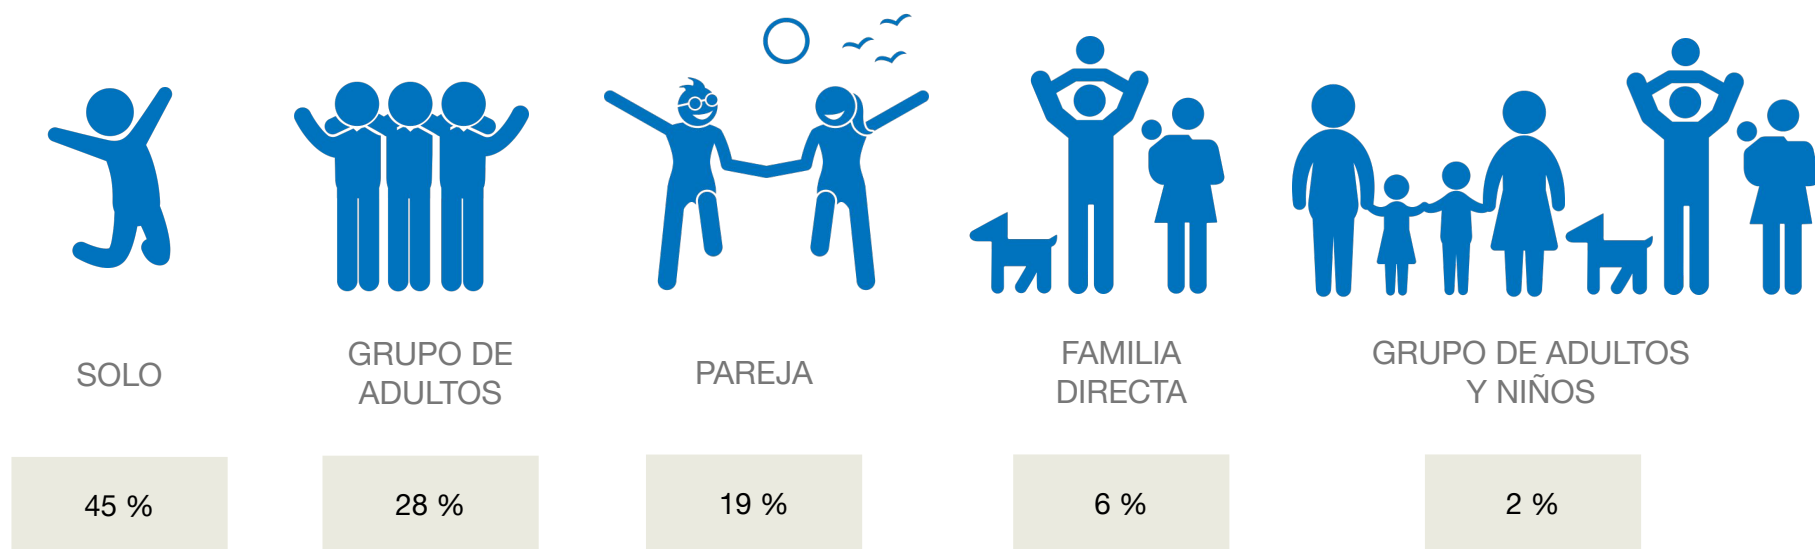 SOLO
GRUPO DE
ADULTOS
PAREJA
FAMILIA
DIRECTA
GRUPO DE ADULTOS
Y NIÑOS
45 %
28 %
19 %
6 %
2 %